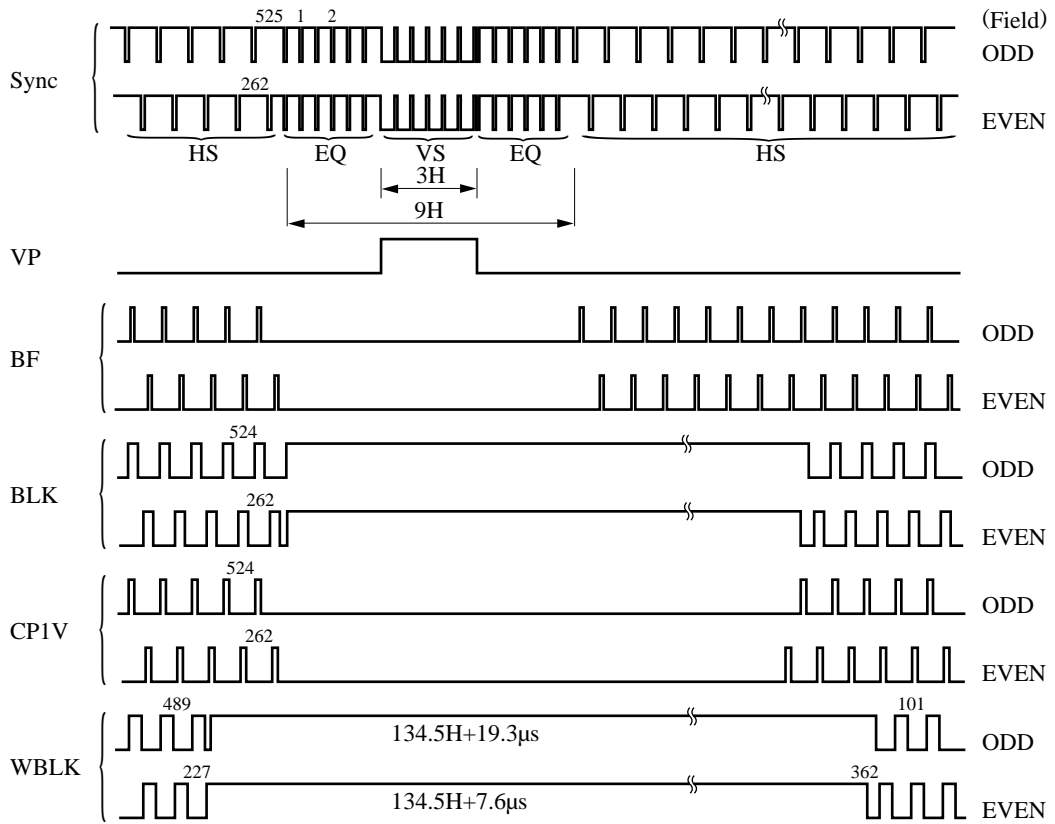 525 1 2 (Field)
ODD
Sync
262
EVEN
HS EQ VS EQ HS
3H
9H
VP
ODD
BF
EVEN
524
ODD
BLK
262
EVEN
524
ODD
CP1V
262
EVEN
489 101
134.5H+19.3µs ODD
WBLK
227 362
134.5H+7.6µs EVEN